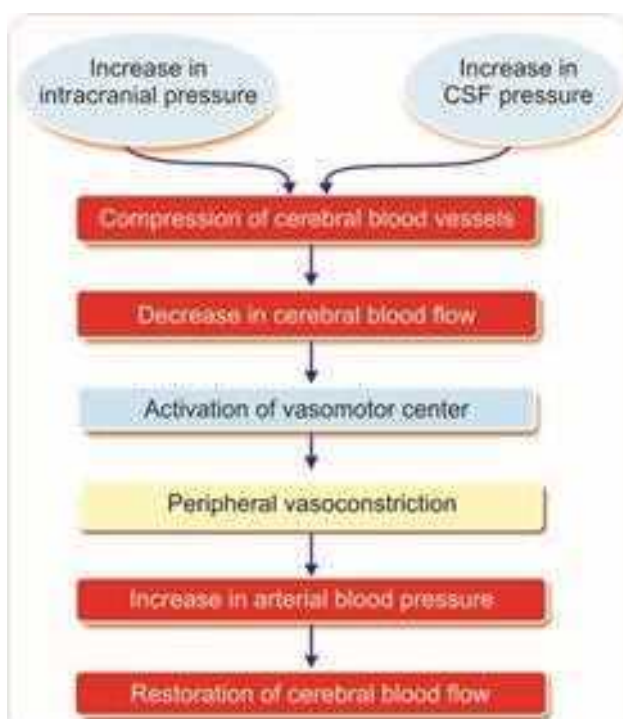 Increase in
intracranial pressure
Increase in
CSF pressure
Compression of cerebral blood vessels
Decrease in cerebral blood flow
Activation of vasomotor center
Peripheral vasoconstriction
Increase in arterial blood pressure
Restoration of cerebral blood flow